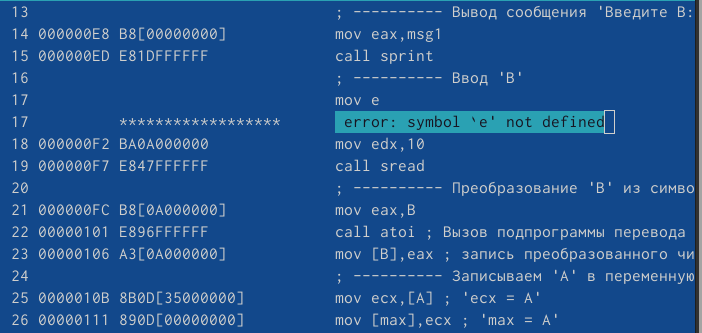 13 ; ---------- Вывод сообщения 'Введите B:
14 000000E8 B8[00000000] mov eax,msg1
15 000000ED E81DFFFFFF call sprint
16 ; ---------- Ввод 'B'
17 mov e
17 ****************** error: symbol `e' not defined
18 000000F2 BA0A000000 mov edx,10
19 000000F7 E847FFFFFF call sread
20 ; ---------- Преобразование 'B' из симво
21 000000FC B8[0A000000] mov eax,B
22 00000101 E896FFFFFF call atoi ; Вызов подпрограммы перевода
23 00000106 A3[0A000000] mov [B],eax ; запись преобразованного чи
24 ; ---------- Записываем 'A' в переменную
25 0000010B 8B0D[35000000] mov ecx,[A] ; 'ecx = A'
26 00000111 890D[00000000] mov [max],ecx ; 'max = A'